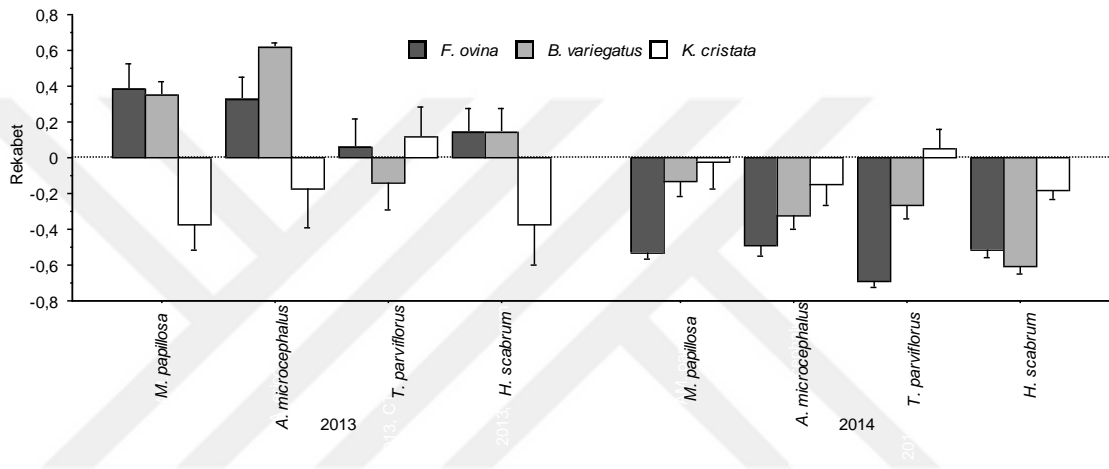 F. ovina B. variegatus K. cristata
Rekabet
0,8
0,6
0,4
0,2
0
-0,2
-0,4
-0,6
-0,8
M. papillosa
A. microcephalus
T. parviflorus
H. scabrum
M. papillosa
A. microcephalus
T. parviflorus
H. scabrum
2013
2014